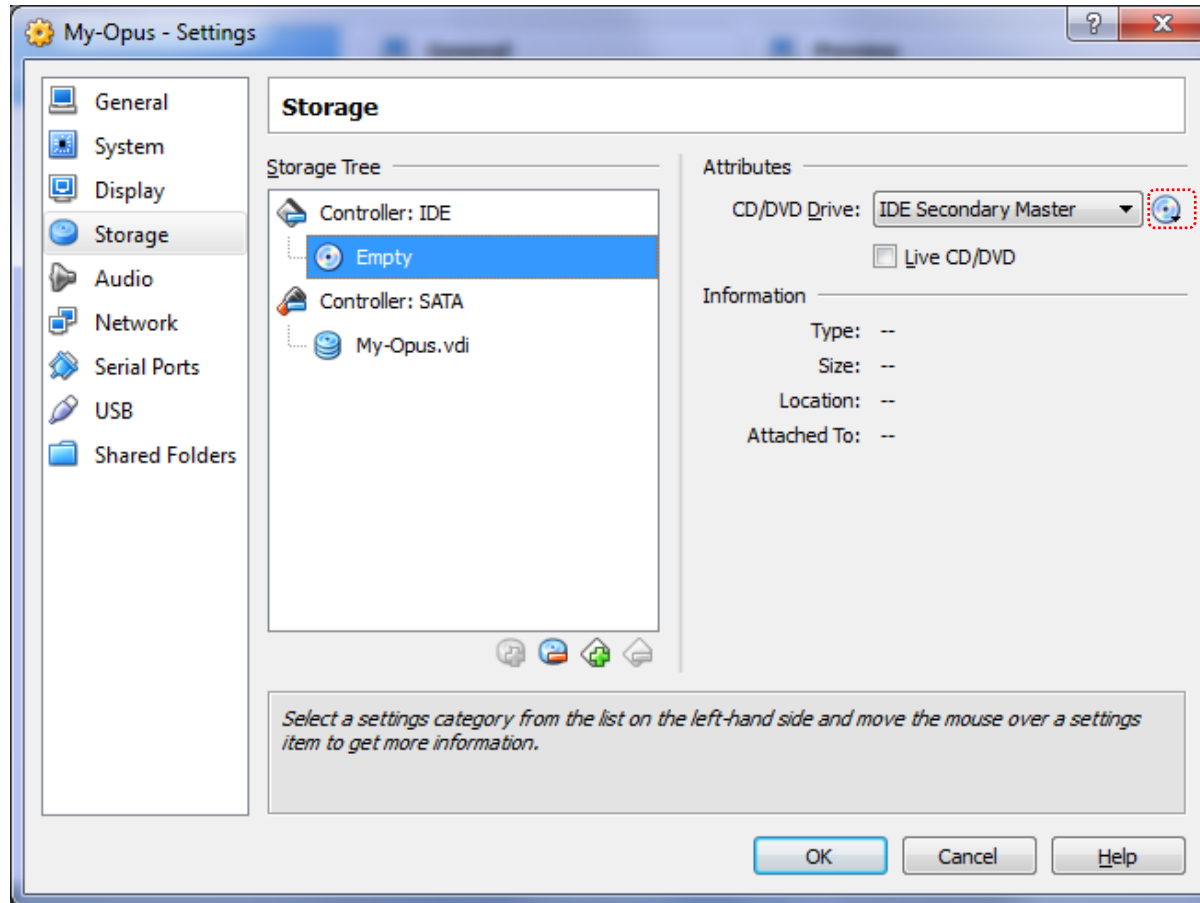 My-Opus - Settings
General
System
Display
Storage
Audio
Network
Serial Ports
USB
Shared Folders
Storage
Storage Tree
Controller: IDE
Empty
Controller: SATA
My-Opus.vdi
Attributes
CD/DVD Drive: IDE Secondary Master
Live CD/DVD
Information
Type: --
Size: --
Location: --
Attached To: --
Select a settings category from the list on the left-hand side and move the mouse over a settings
item to get more information.
OK Cancel Help